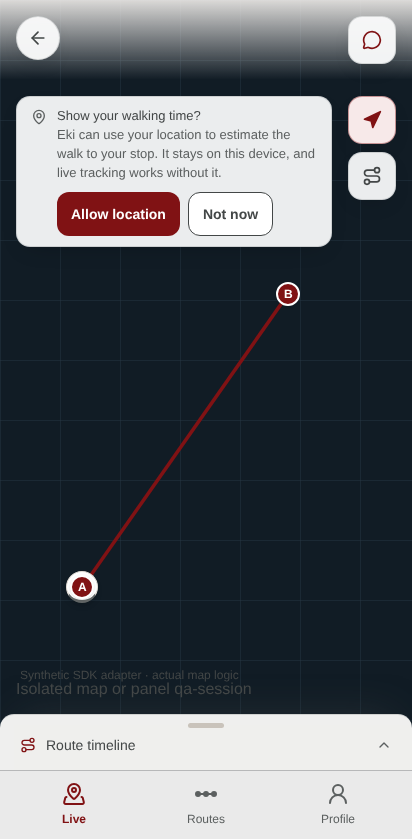 Show your walking time?
Eki can use your location to estimate the
walk to your stop. It stays on this device, and
live tracking works without it.
Allow location
Not now
B
A
Synthetic SDK adapter · actual map logic
Isolated map or panel qa-session
Route timeline
Live
Routes
Profile